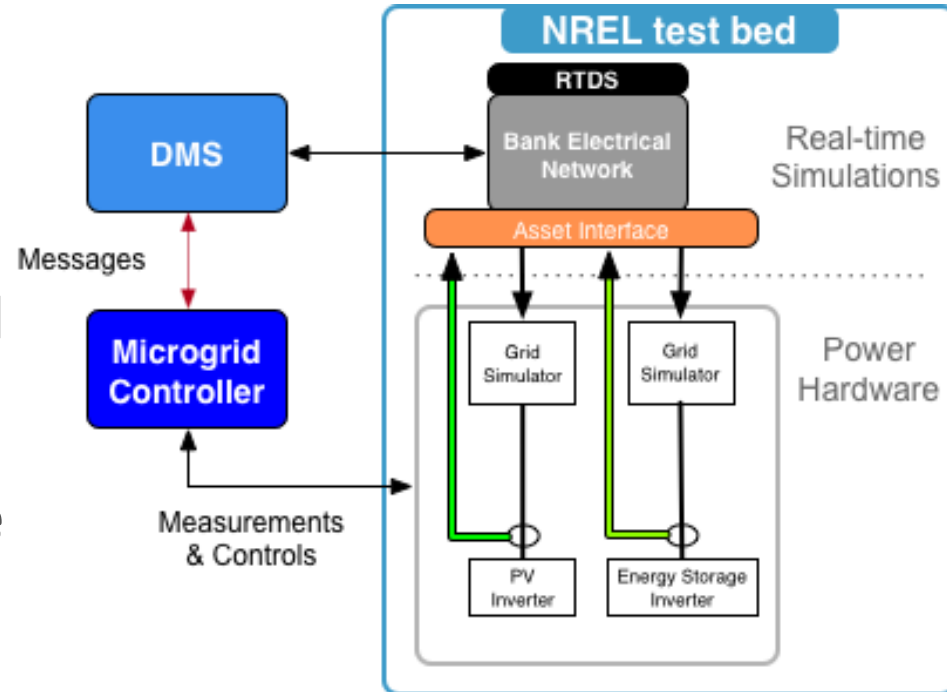 NREL test bed
RTDS
Bank Electrical
Network
Real-time
Simulations
DMS
Asset Interface
Messages
Microgrid
Controller
Grid
Simulator
Grid
Simulator
Power
Hardware
Measurements
& Controls
PV
Inverter
Energy Storage
Inverter